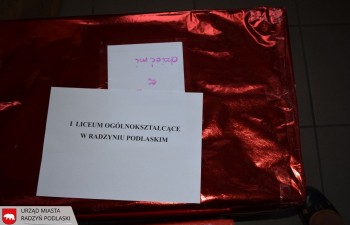 I LICEUM OGÓLNOKSZTAŁCĄCE
W RADZYNIU PODLASKIM
URZĄD MIASTA
RADZYŃ PODLASKI